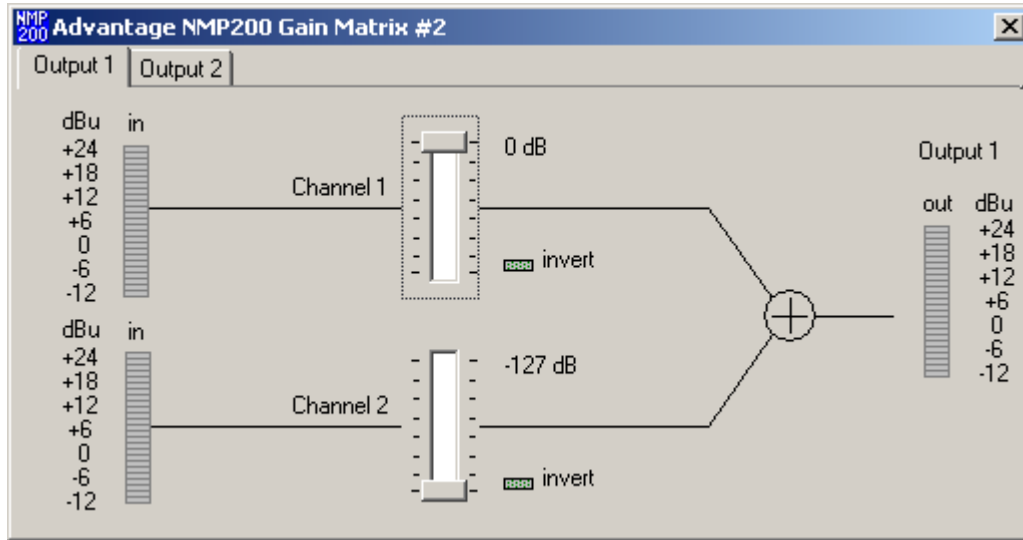 NMP
200 Advantage NMP200 Gain Matrix #2
Output 1 Output 2
dBu in
+24
+18
+12
+6
0
-6
-12
Channel 1
0 dB
invert
dBu in
+24
+18
+12
+6
0
-6
-12
Channel 2
-127 dB
invert
Output 1
out dBu
+24
+18
+12
+6
0
-6
-12